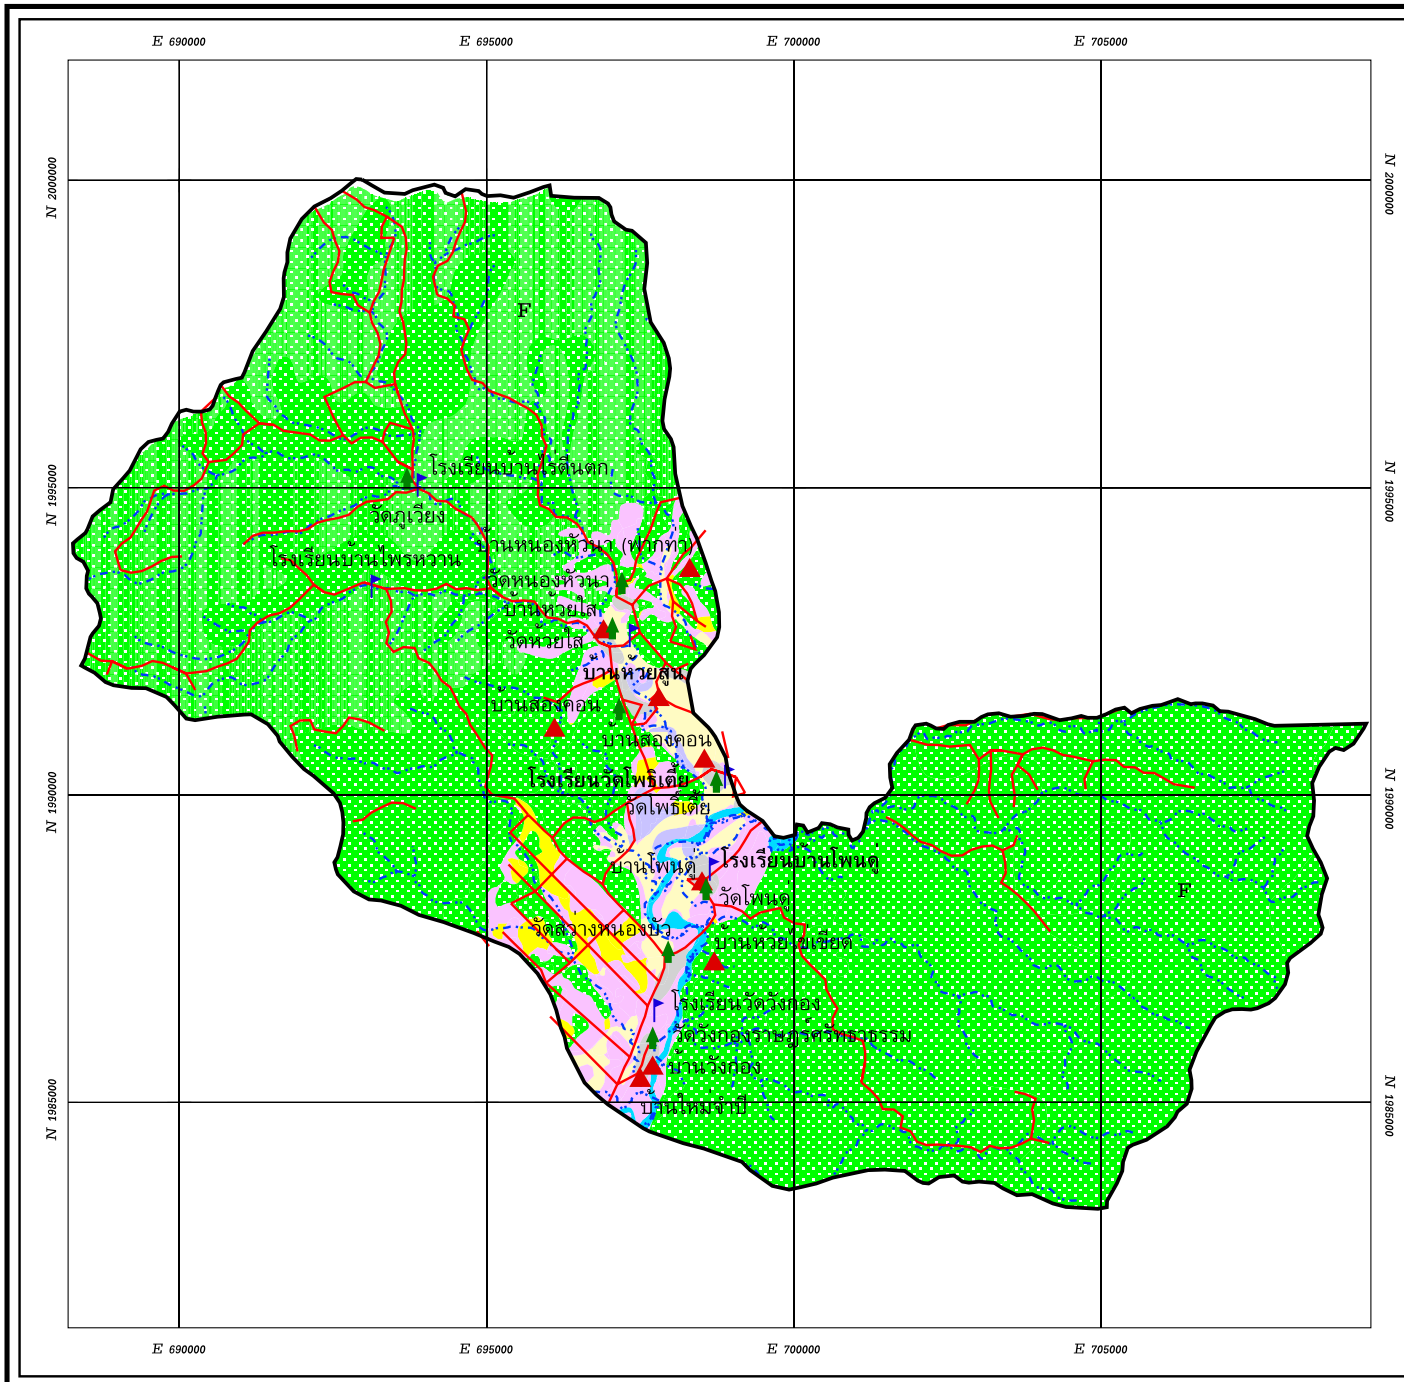 E 690000
E 695000
E 700000
E 705000
N 2000000
N 2000000
F
โรงเรียนบ้านไร่ตีนตก
N 1995000
N 1995000
วัดภูเวียง
บ้านหนองหัวนา (ฟากท่า)
โรงเรียนบ้านไพรหวาน
วัดหนองหัวนา
บ้านห้วยใส
วัดห้วยใส
บ้านห้วยสูน
บ้านสองคอน
บ้านสองคอน
โรงเรียนวัดโพธิ์เตี้ย
N 1990000
N 1990000
วัดโพธิ์เตี้ย
โรงเรียนบ้านโพนดู่
บ้านโพนดู่
F
วัดโพนดู่
วัดสว่างหนองบัว
บ้านห้วยไขเขียด
โรงเรียนวัดวังกอง
วัดวังกองราษฎร์ศรัทธาธรรม
บ้านวังกอง
N 1985000
N 1985000
บ้านใหม่จำปี
E 690000
E 695000
E 700000
E 705000